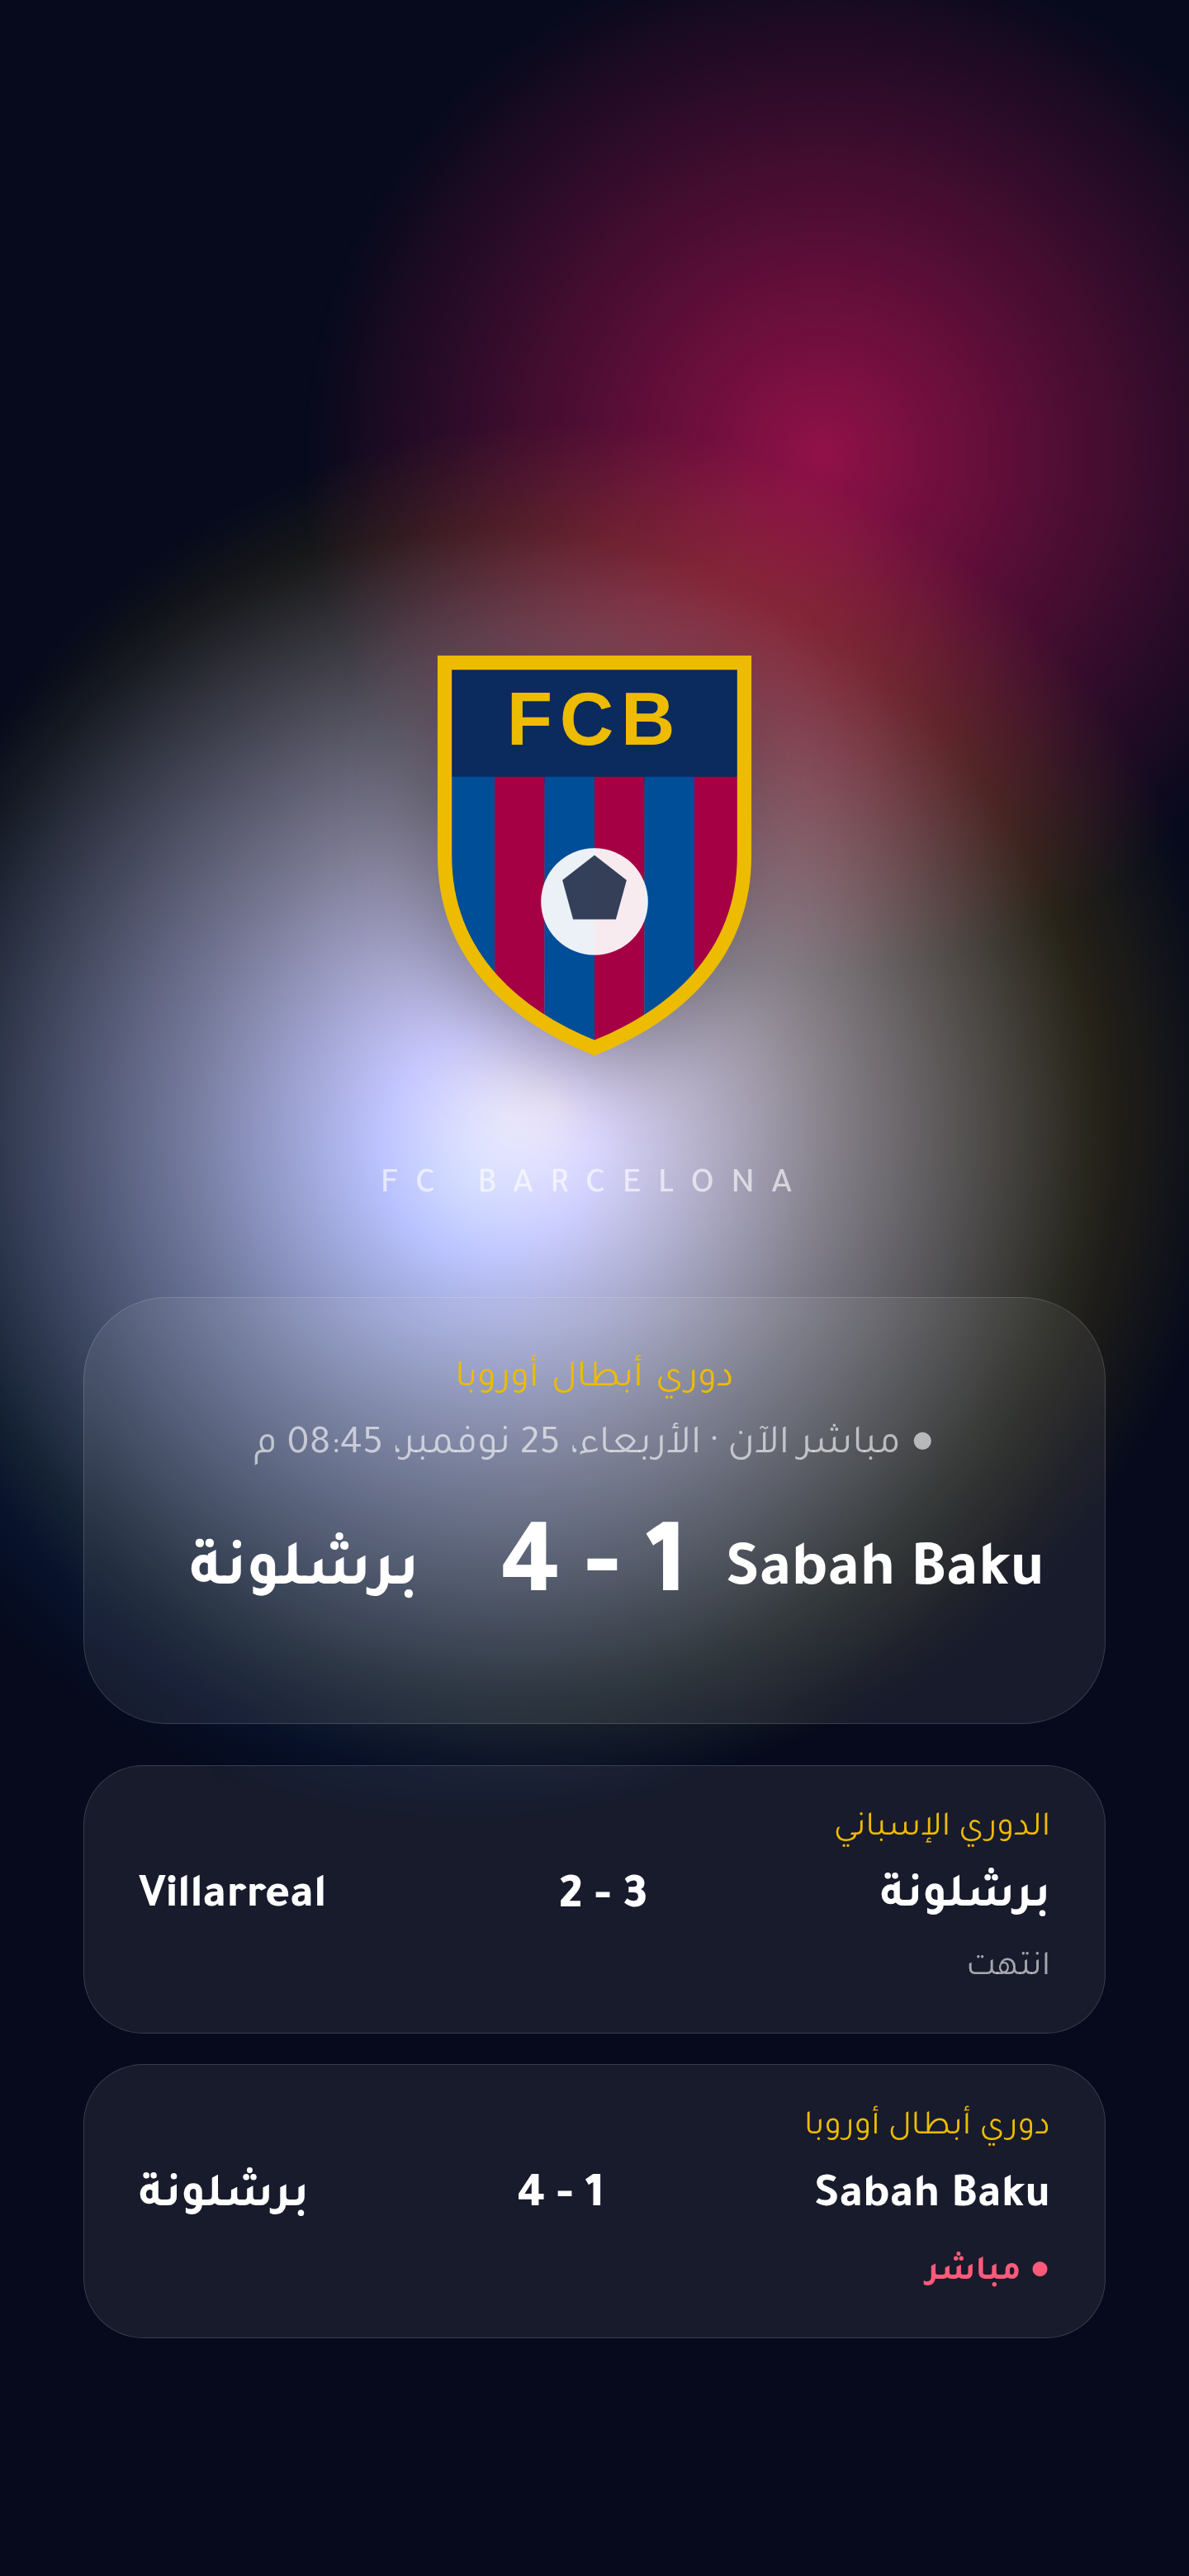 FCB
FC BARCELONA
دوري أبطال أوروبا
● مباشر الآن · الأربعاء، 25 نوفمبر، 08:45 م
Sabah Baku 4 - 1 برشلونة
الدوري الإسباني
برشلونة 2 - 3 Villarreal
انتهت
دوري أبطال أوروبا
Sabah Baku 4 - 1 برشلونة
● مباشر